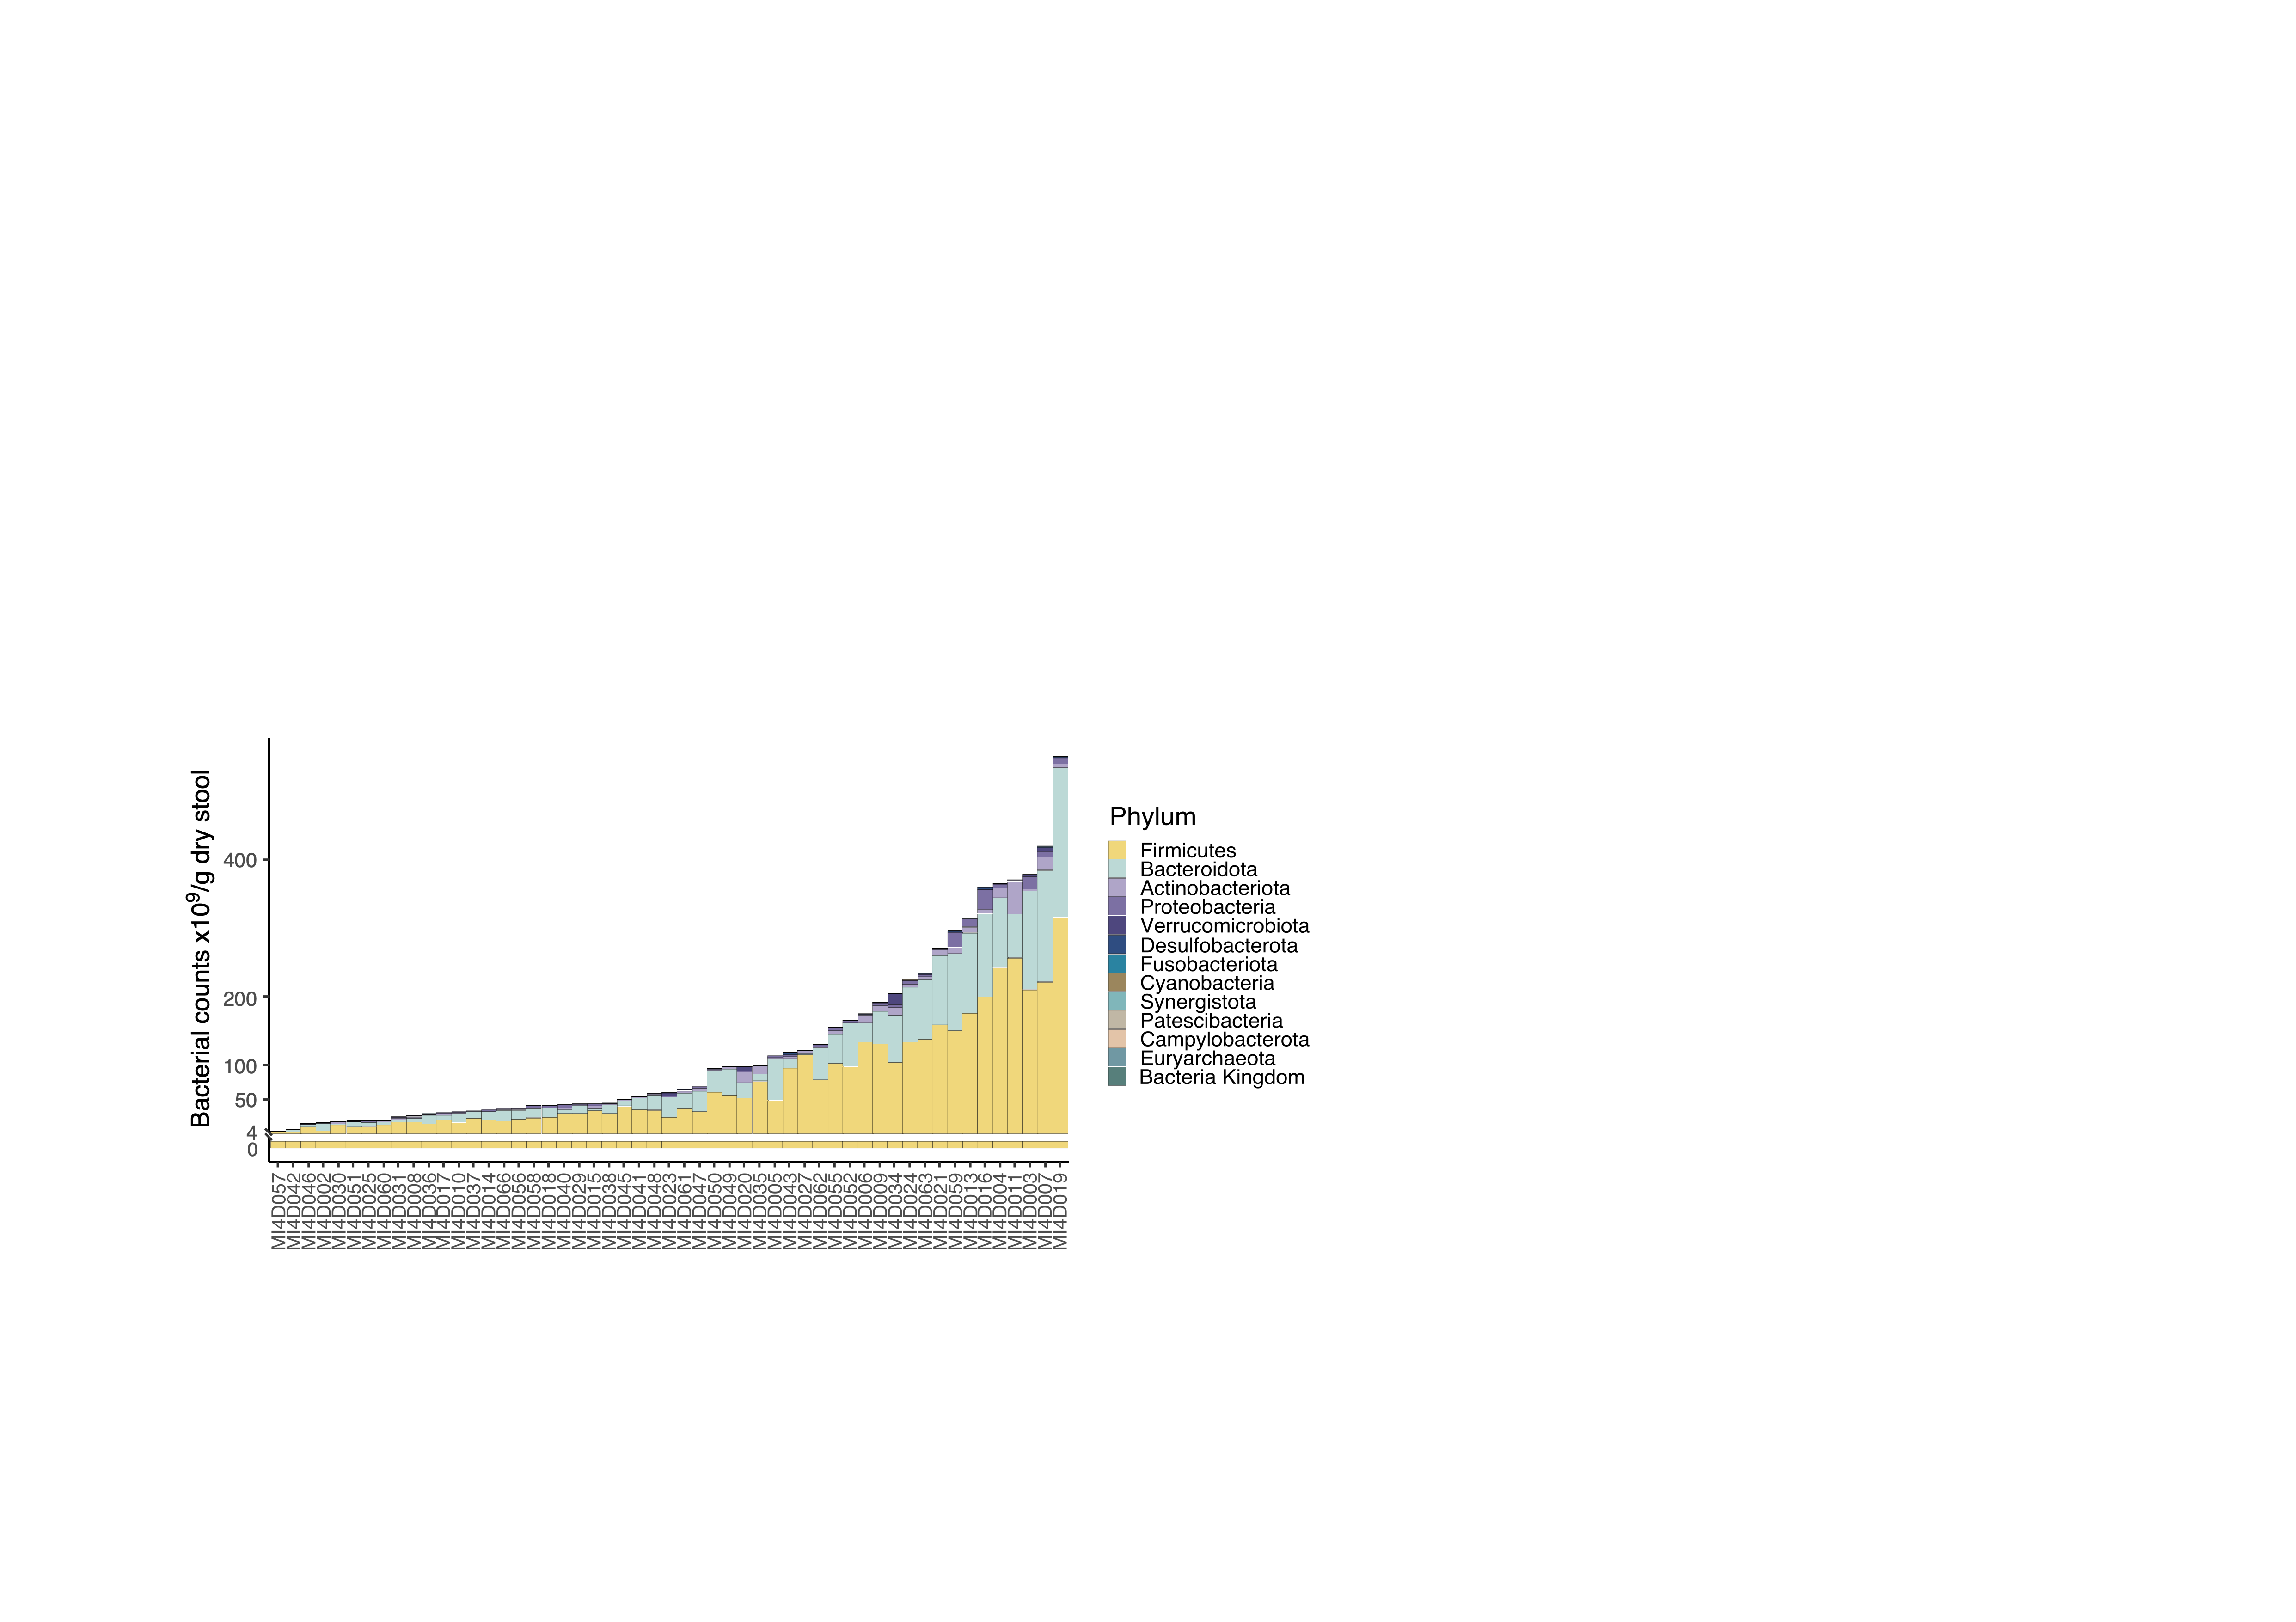 Bacterial counts x10⁹/g dry stool
400
200
100
50
4
0
MI4D057
MI4D042
MI4D046
MI4D002
MI4D030
MI4D051
MI4D025
MI4D060
MI4D031
MI4D008
MI4D036
MI4D017
MI4D010
MI4D037
MI4D014
MI4D066
MI4D056
MI4D058
MI4D018
MI4D040
MI4D029
MI4D015
MI4D038
MI4D045
MI4D041
MI4D048
MI4D023
MI4D061
MI4D047
MI4D050
MI4D049
MI4D020
MI4D035
MI4D005
MI4D043
MI4D027
MI4D062
MI4D055
MI4D052
MI4D006
MI4D009
MI4D034
MI4D024
MI4D063
MI4D021
MI4D059
MI4D013
MI4D016
MI4D004
MI4D011
MI4D003
MI4D007
MI4D019
Phylum
Firmicutes
Bacteroidota
Actinobacteriota
Proteobacteria
Verrucomicrobiota
Desulfobacterota
Fusobacteriota
Cyanobacteria
Synergistota
Patescibacteria
Campylobacterota
Euryarchaeota
Bacteria Kingdom